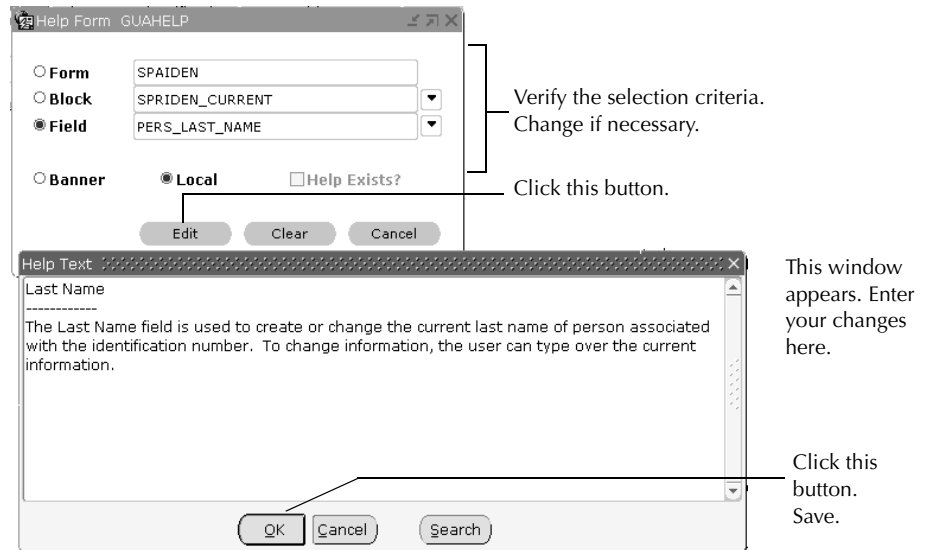 Help Form GUAHELP
Form SPAIDEN
Block SPRIDEN_CURRENT
Field PERS_LAST_NAME
Banner Local Help Exists?
Edit Clear Cancel
Verify the selection criteria.
Change if necessary.
Click this button.
Help Text
Last Name
------------
The Last Name field is used to create or change the current last name of person associated
with the identification number. To change information, the user can type over the current
information.
OK Cancel Search
This window
appears. Enter
your changes
here.
Click this
button.
Save.